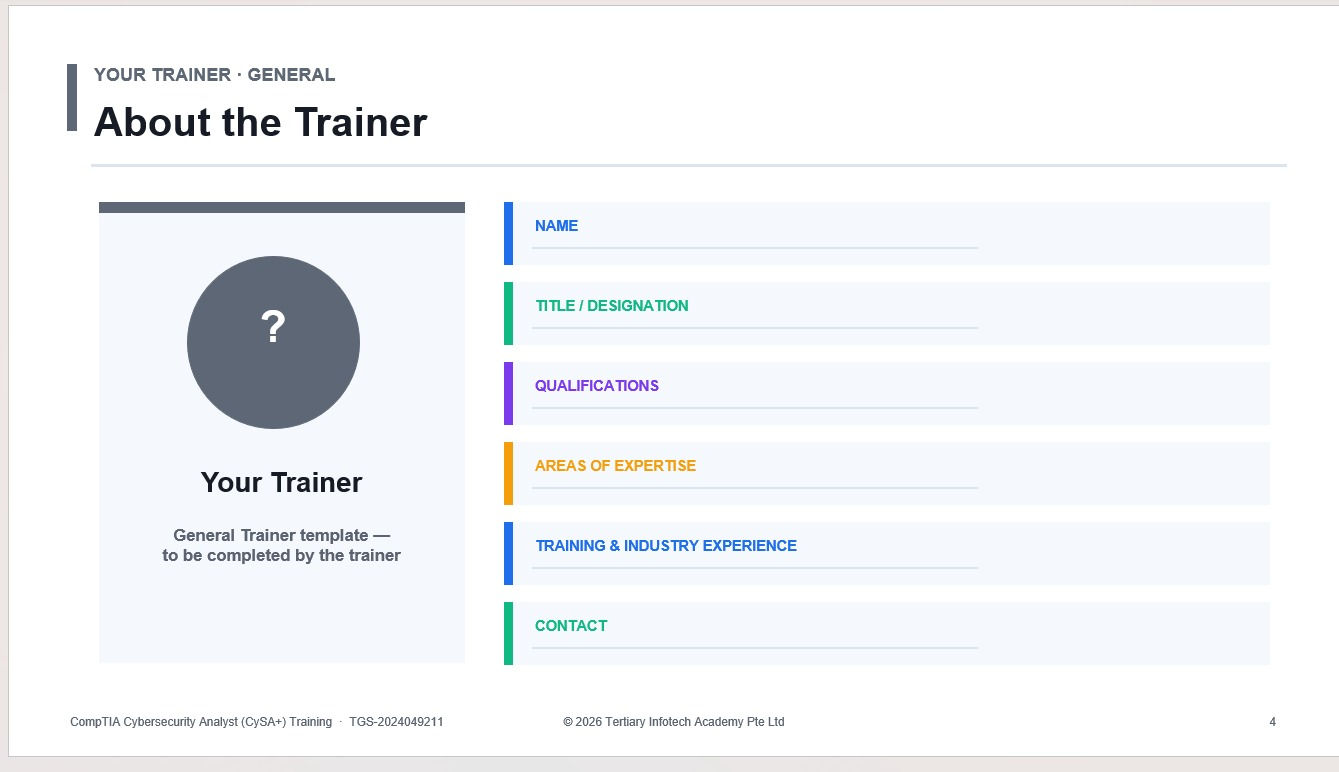 YOUR TRAINER · GENERAL
About the Trainer
?
Your Trainer
General Trainer template —
to be completed by the trainer
NAME
TITLE / DESIGNATION
QUALIFICATIONS
AREAS OF EXPERTISE
TRAINING & INDUSTRY EXPERIENCE
CONTACT
CompTIA Cybersecurity Analyst (CySA+) Training · TGS-2024049211
© 2026 Tertiary Infotech Academy Pte Ltd
4